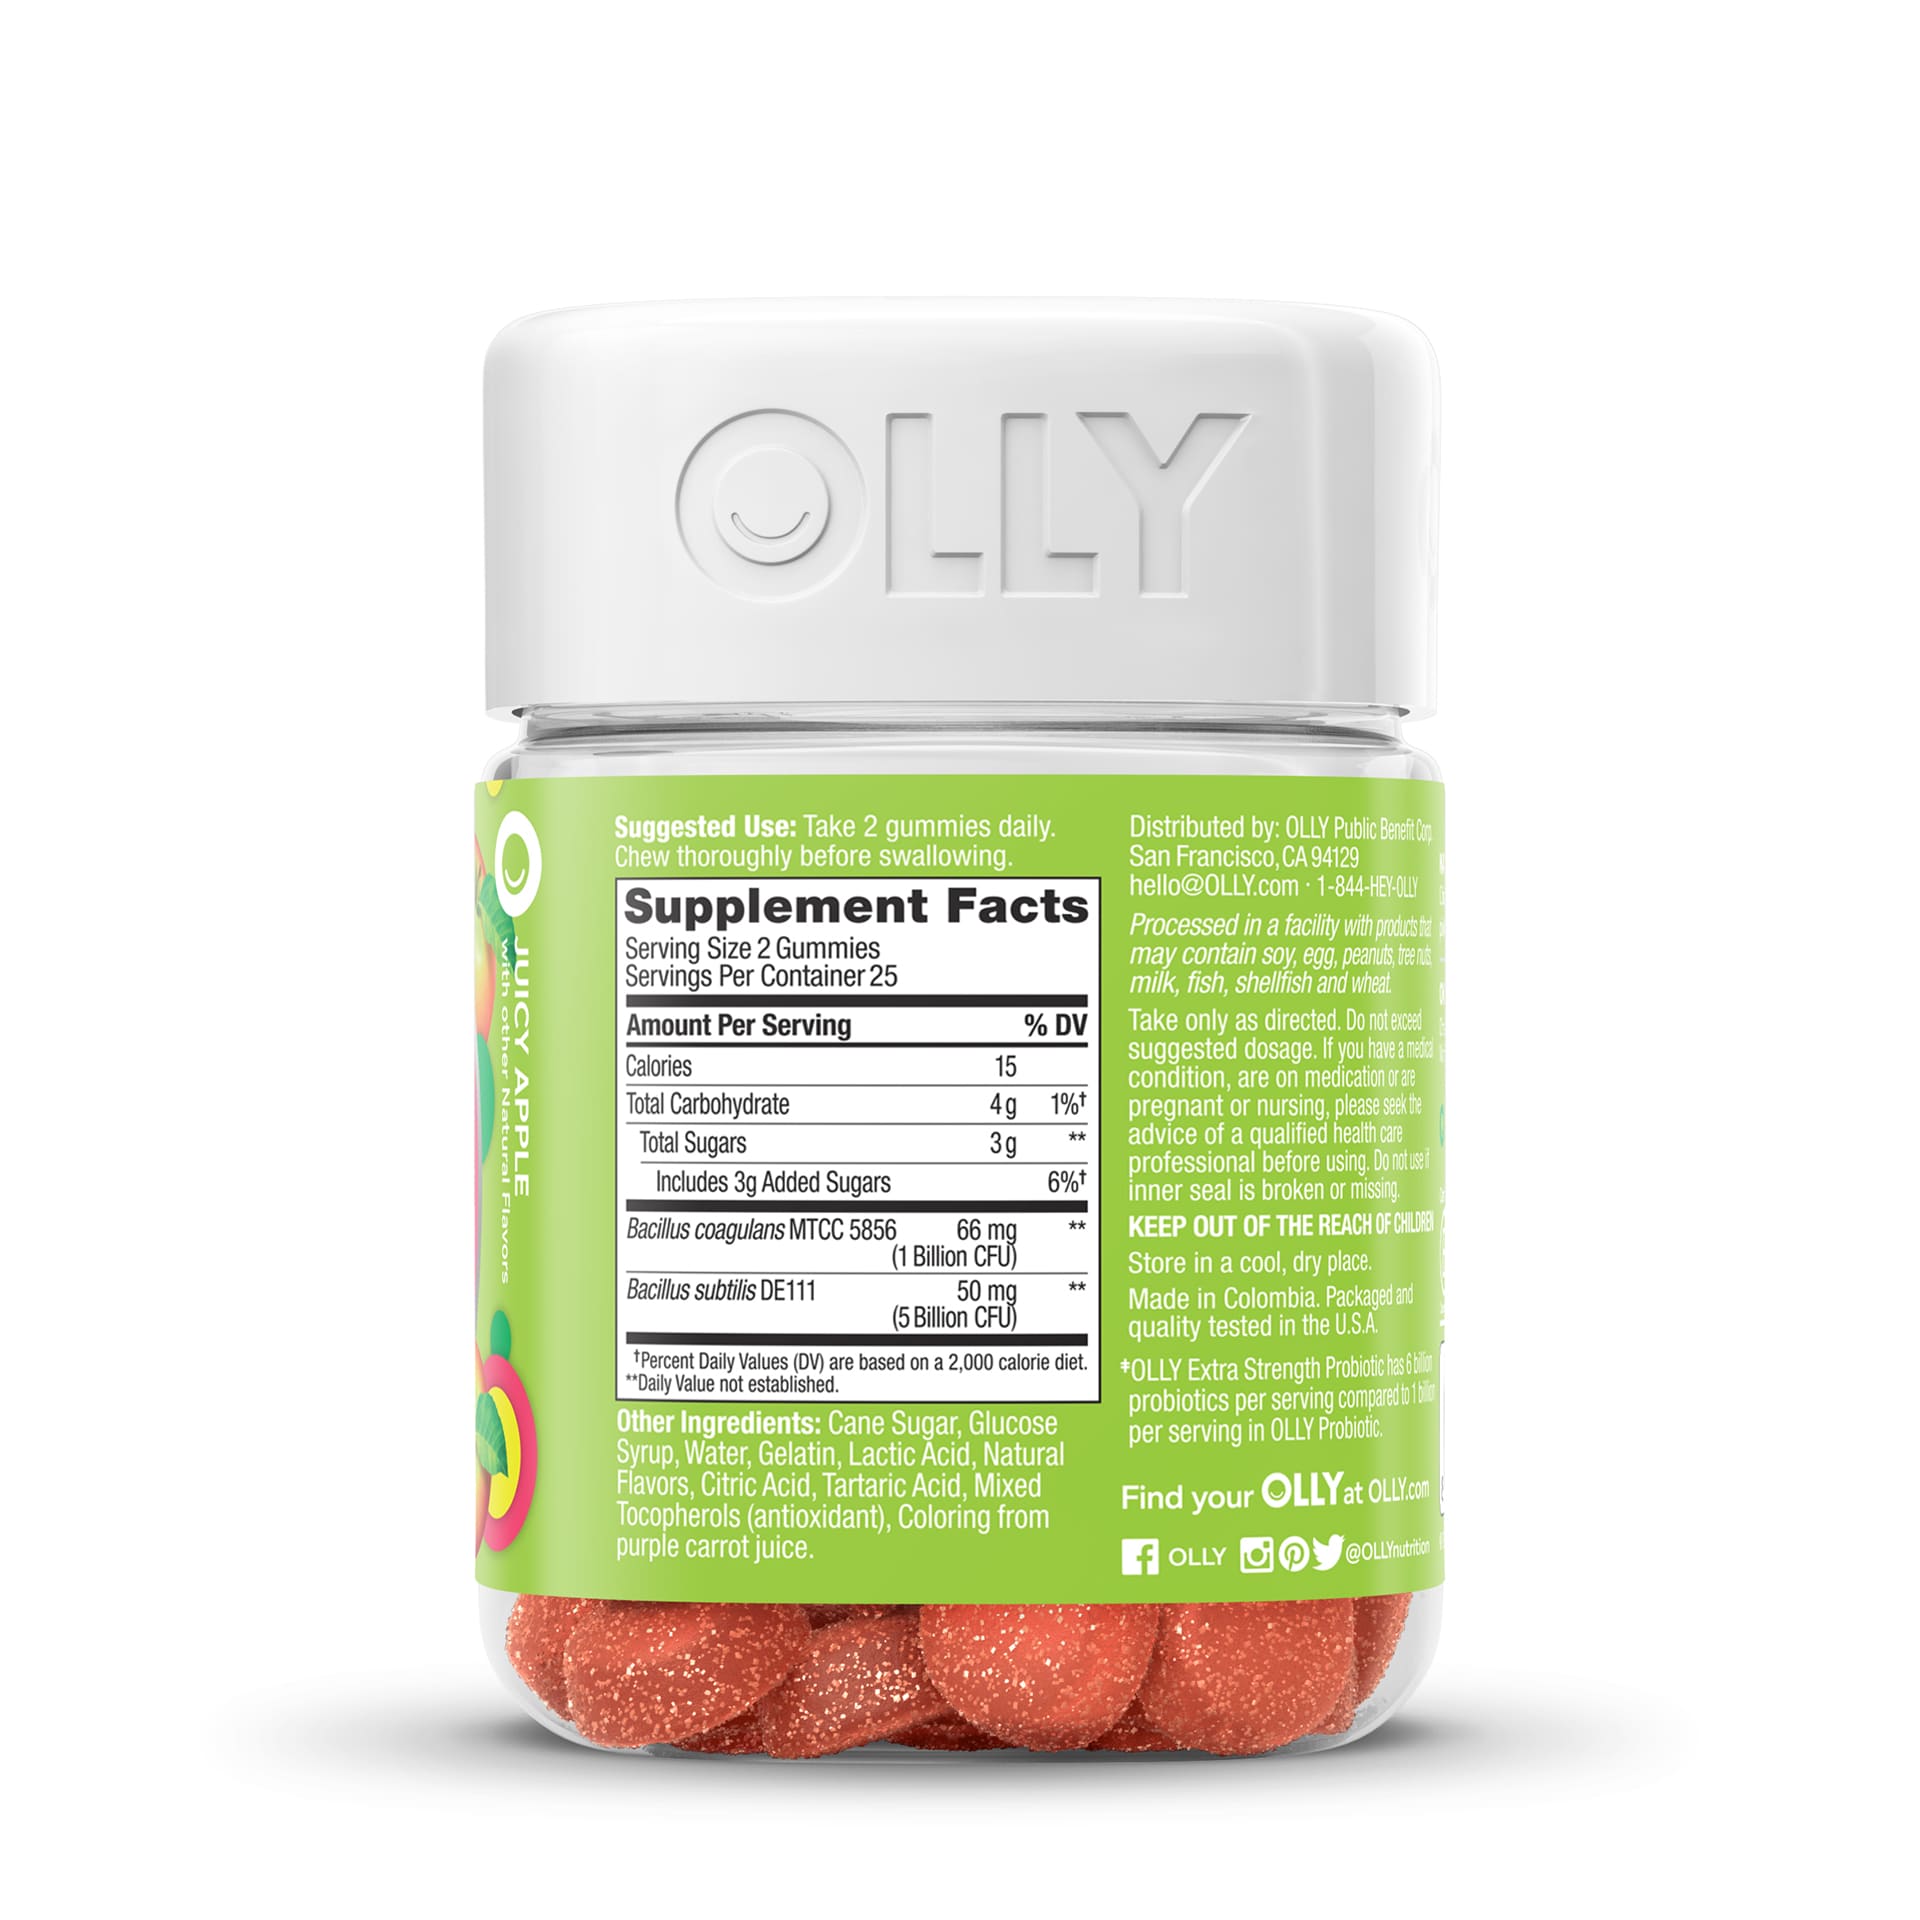 OLLY
JUICY APPLE
with other Natural Flavors
Suggested Use: Take 2 gummies daily.
Chew thoroughly before swallowing.
Supplement Facts
Serving Size 2 Gummies
Servings Per Container 25
Amount Per Serving % DV
Calories 15
Total Carbohydrate 4 g 1%†
Total Sugars 3 g **
Includes 3g Added Sugars 6%†
Bacillus coagulans MTCC 5856 66 mg **
(1 Billion CFU)
Bacillus subtilis DE111 50 mg **
(5 Billion CFU)
†Percent Daily Values (DV) are based on a 2,000 calorie diet.
**Daily Value not established.
Other Ingredients: Cane Sugar, Glucose
Syrup, Water, Gelatin, Lactic Acid, Natural
Flavors, Citric Acid, Tartaric Acid, Mixed
Tocopherols (antioxidant), Coloring from
purple carrot juice.
Distributed by: OLLY Public Benefit Corp.
San Francisco, CA 94129
hello@OLLY.com · 1-844-HEY-OLLY
Processed in a facility with products that
may contain soy, egg, peanuts, tree nuts,
milk, fish, shellfish and wheat.
Take only as directed. Do not exceed
suggested dosage. If you have a medical
condition, are on medication or are
pregnant or nursing, please seek the
advice of a qualified health care
professional before using. Do not use if
inner seal is broken or missing.
KEEP OUT OF THE REACH OF CHILDREN
Store in a cool, dry place.
Made in Colombia. Packaged and
quality tested in the U.S.A.
‡OLLY Extra Strength Probiotic has 6 billion
probiotics per serving compared to 1 billion
per serving in OLLY Probiotic.
Find your OLLY at OLLY.com
OLLY @OLLYnutrition